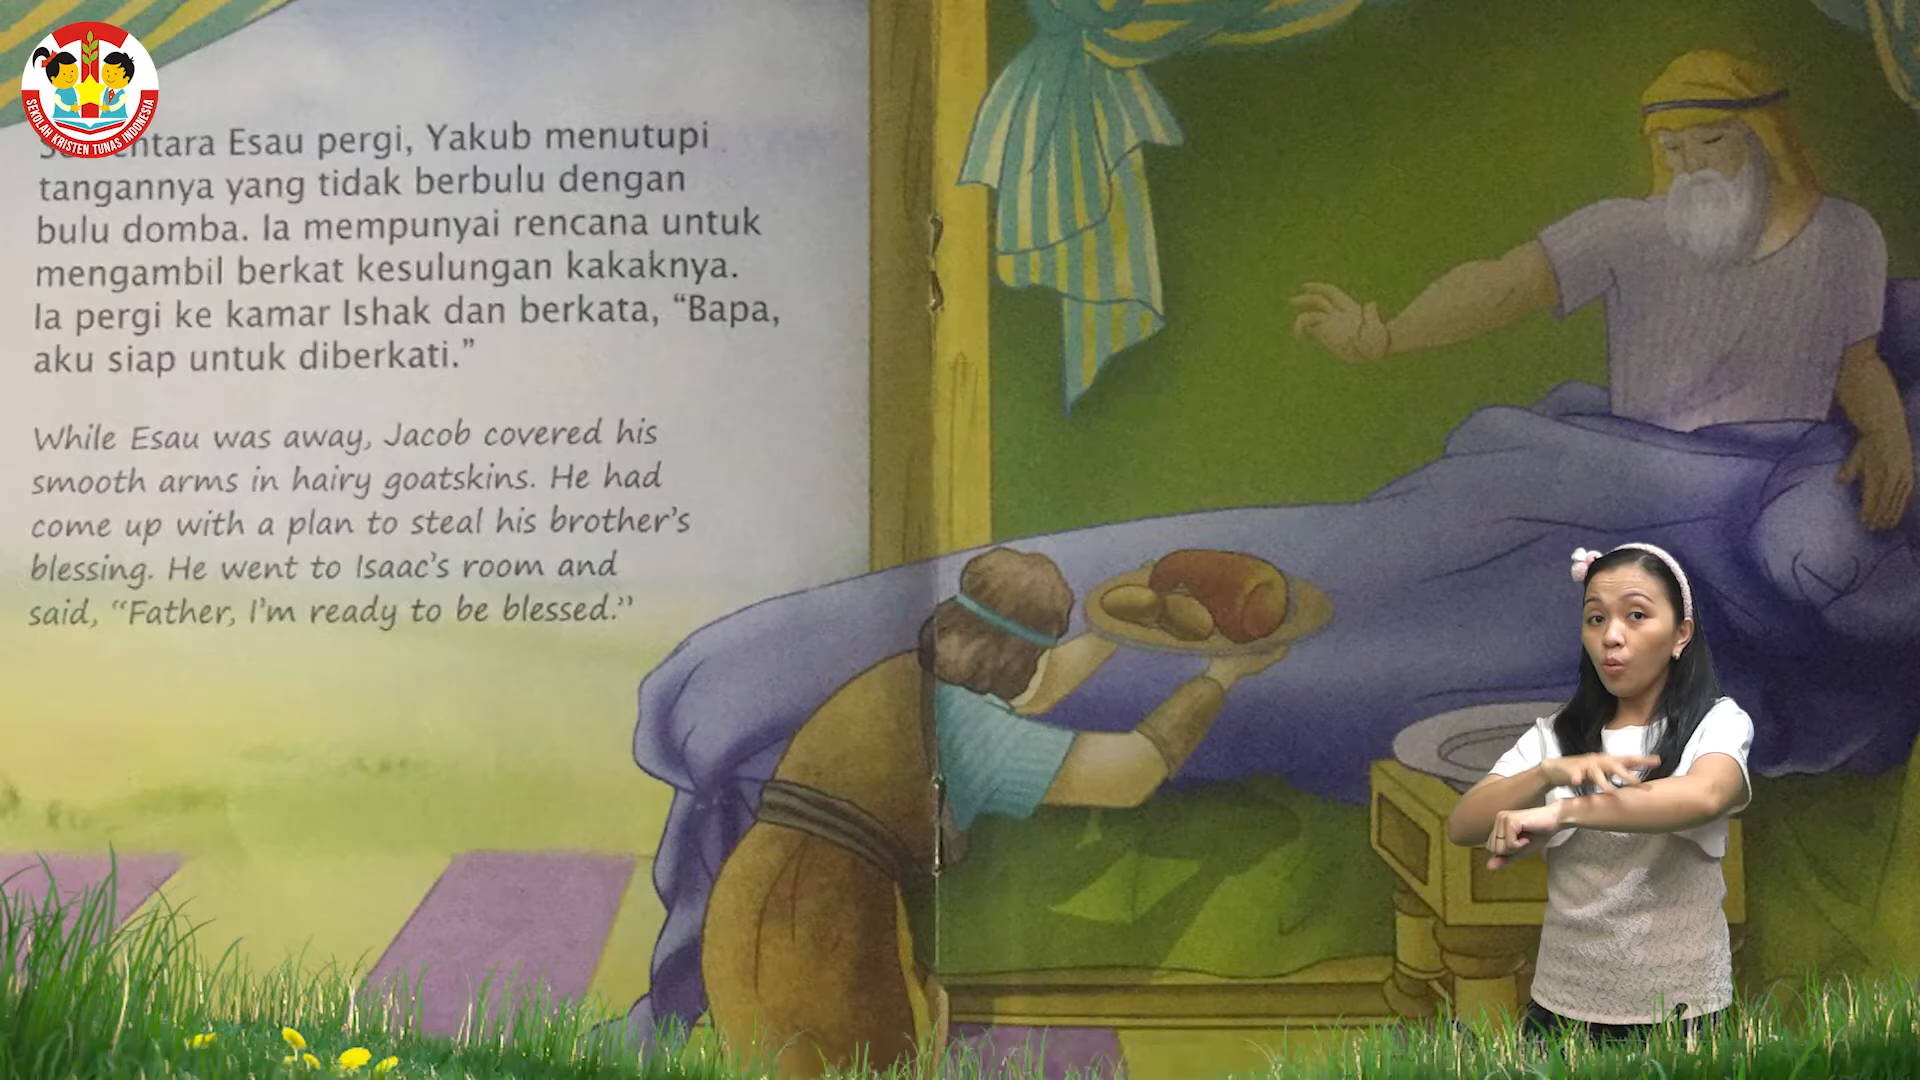 SEKOLAH KRISTEN TUNAS INDONESIA
Esau pergi, Yakub menutupi
tangannya yang tidak berbulu dengan
bulu domba. Ia mempunyai rencana untuk
mengambil berkat kesulungan kakaknya.
Ia pergi ke kamar Ishak dan berkata, “Bapa,
aku siap untuk diberkati.”
While Esau was away, Jacob covered his
smooth arms in hairy goatskins. He had
come up with a plan to steal his brother’s
blessing. He went to Isaac’s room and
said, “Father, I’m ready to be blessed.”